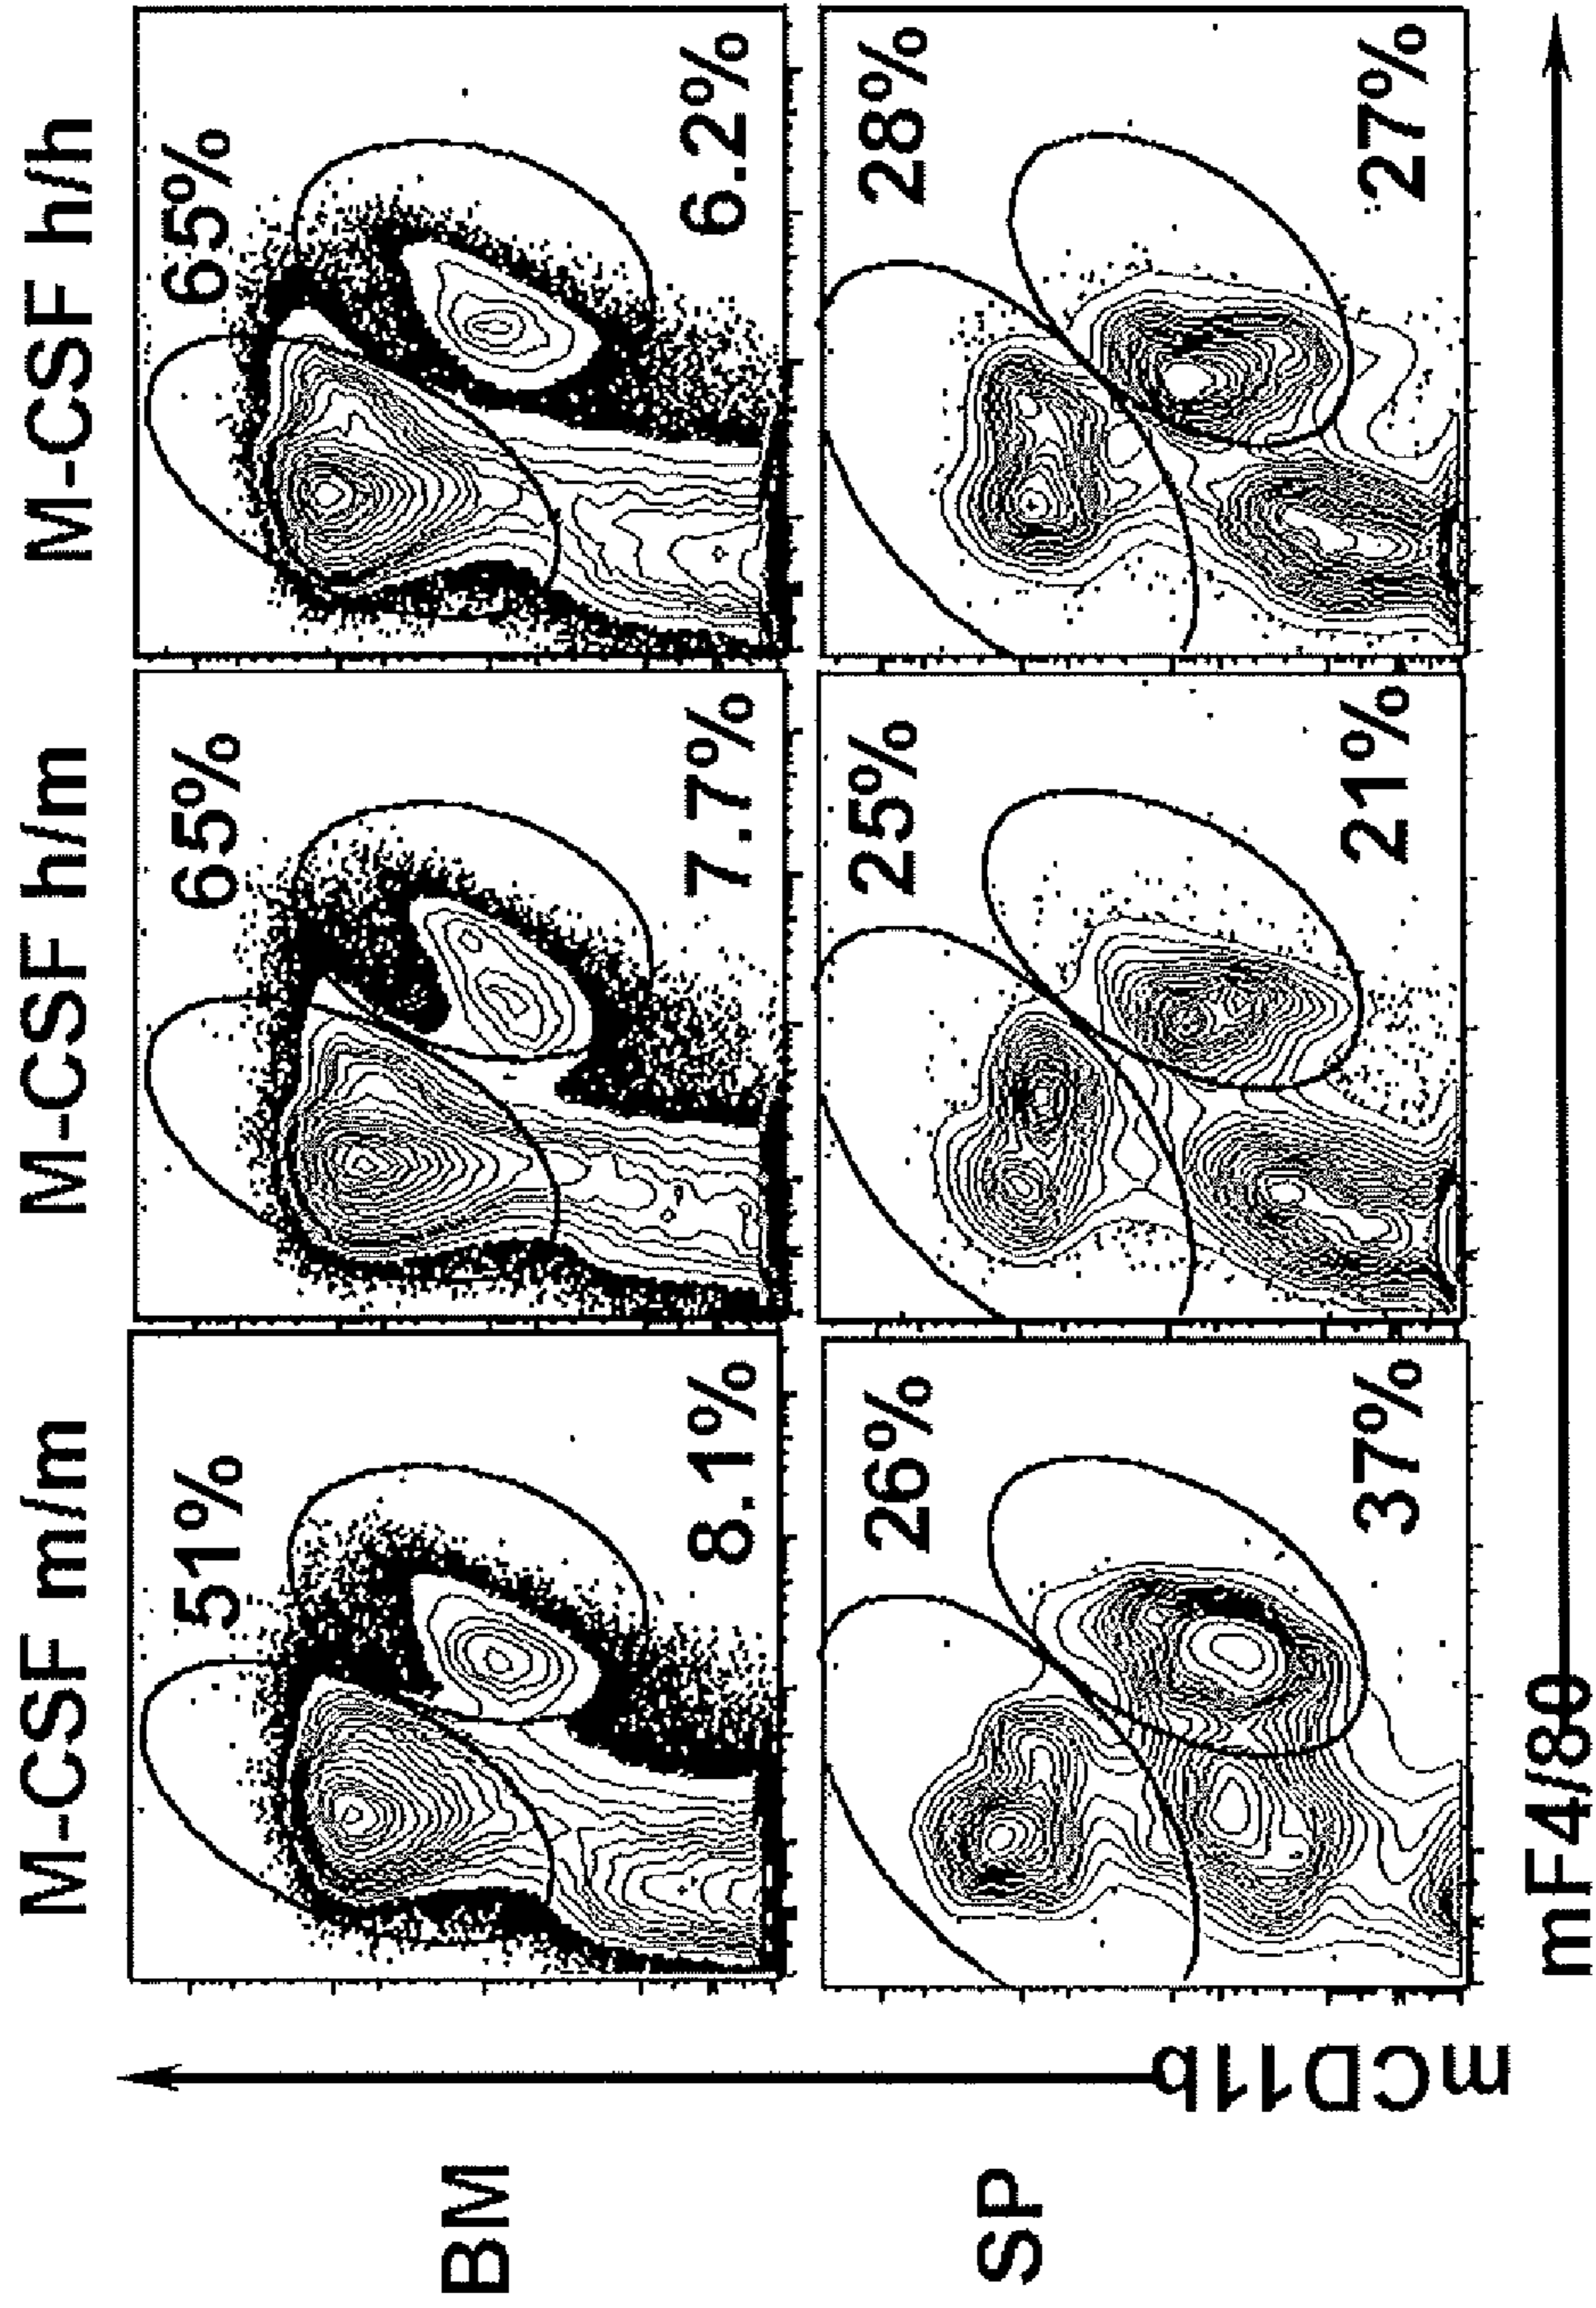 M-CSF m/m M-CSF h/m M-CSF h/h
BM
51% 65% 65%
8.1% 7.7% 6.2%
SP
26% 25% 28%
37% 21% 27%
mCD11b
mF4/80